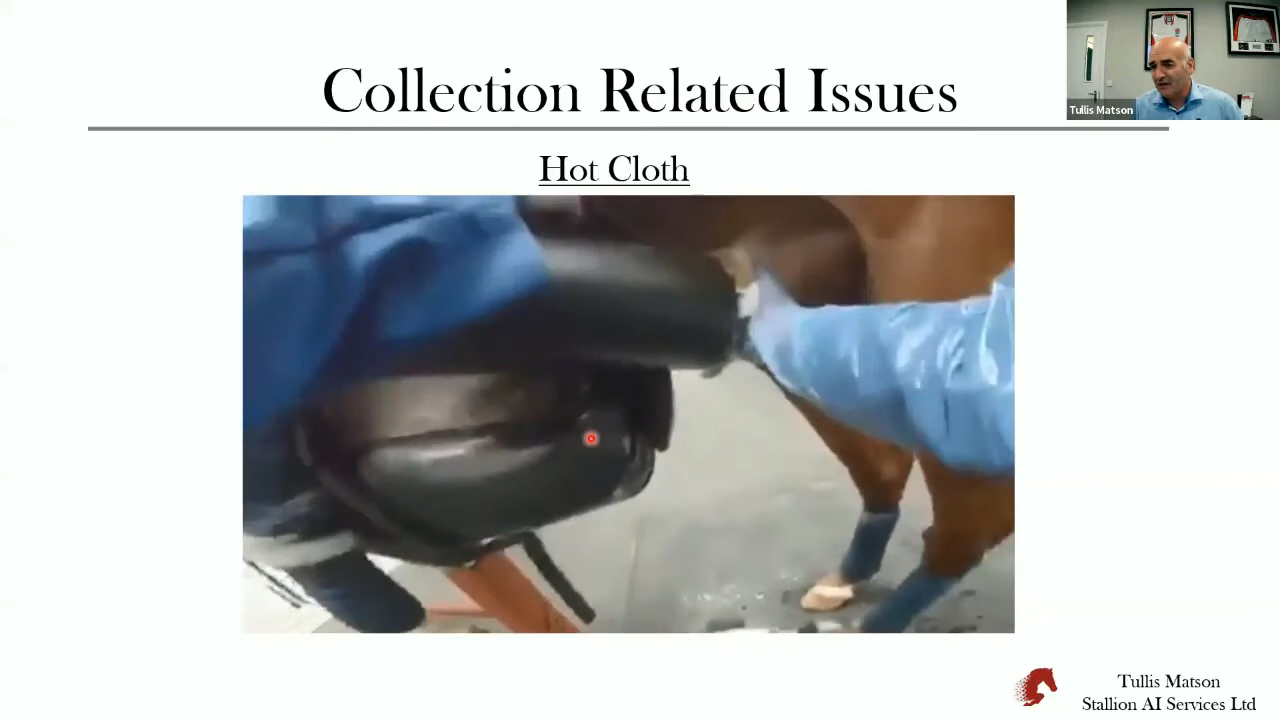 Collection Related Issues
Tullis Matson
Hot Cloth
Tullis Matson
Stallion AI Services Ltd